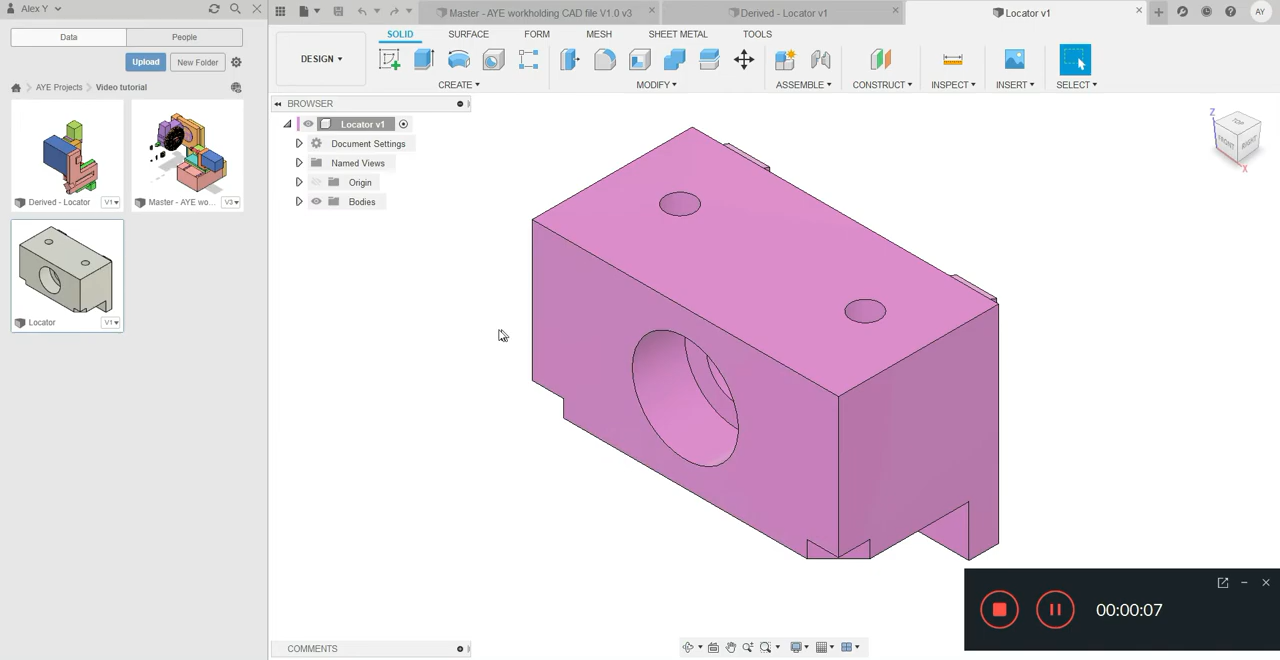 Alex Y
Data
People
Upload
New Folder
AYE Projects
Video tutorial
Derived - Locator
V1
Master - AYE wo...
V3
Locator
V1
Master - AYE workholding CAD file V1.0 v3
Derived - Locator v1
Locator v1
AY
DESIGN
SOLID
SURFACE
FORM
MESH
SHEET METAL
TOOLS
CREATE
MODIFY
ASSEMBLE
CONSTRUCT
INSPECT
INSERT
SELECT
BROWSER
Locator v1
Document Settings
Named Views
Origin
Bodies
Z
TOP
FRONT
RIGHT
X
COMMENTS
00:00:07